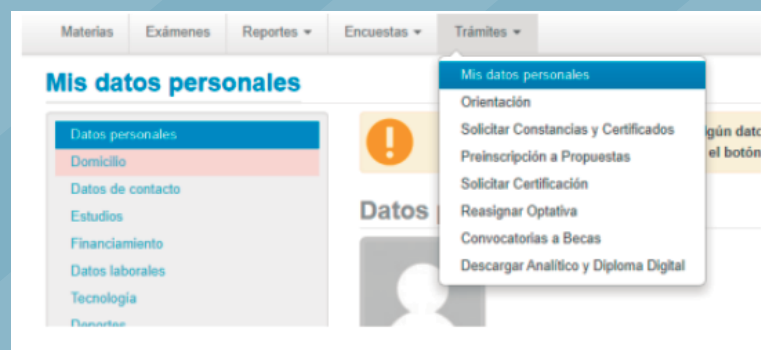 Materias Exámenes Reportes Encuestas Trámites
Mis datos personales
Datos personales
Domicilio
Datos de contacto
Estudios
Financiamiento
Datos laborales
Tecnología
Deportes
Mis datos personales
Orientación
Solicitar Constancias y Certificados
Preinscripción a Propuestas
Solicitar Certificación
Reasignar Optativa
Convocatorias a Becas
Descargar Analítico y Diploma Digital
algún dato
el botón
Datos